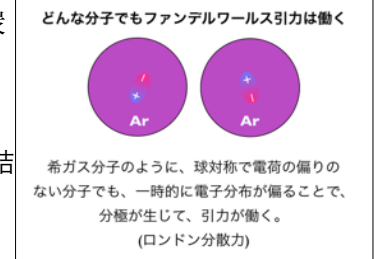 どんな分子でもファンデルワールス引力は働く
− +
+ −
Ar Ar
希ガス分子のように、球対称で電荷の偏りの
ない分子でも、一時的に電子分布が偏ることで、
分極が生じて、引力が働く。
(ロンドン分散力)
結